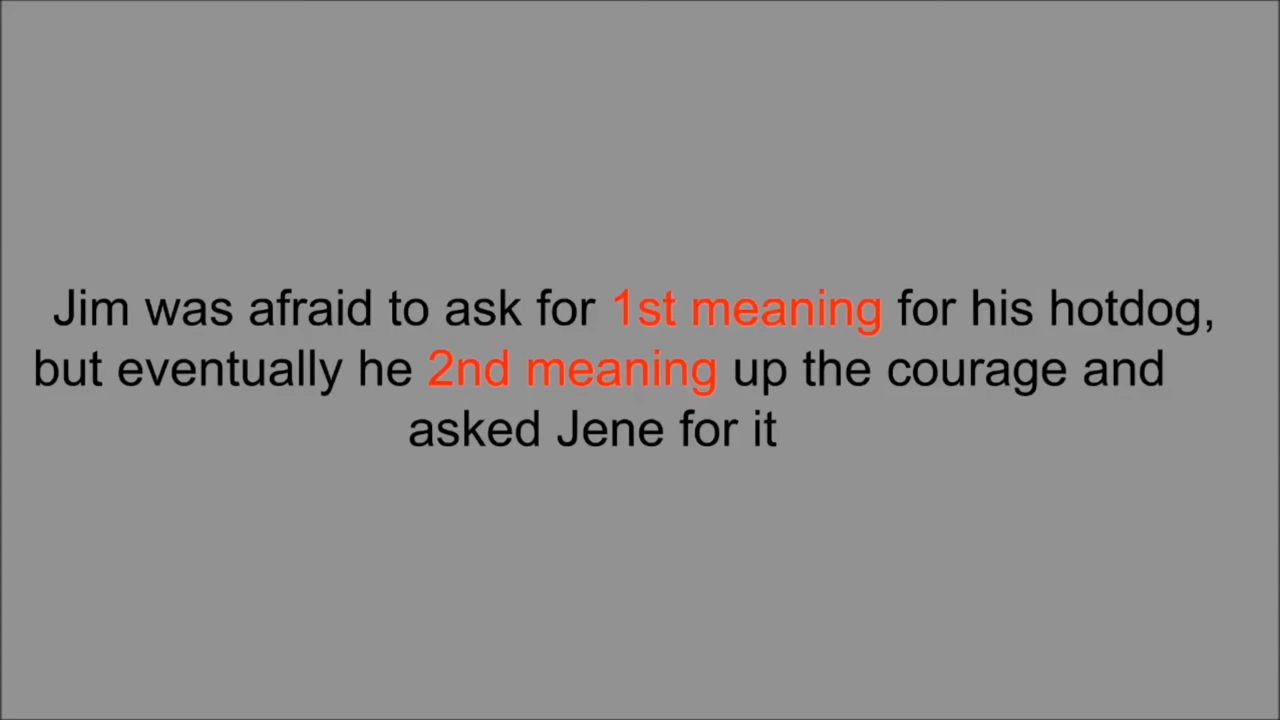 Jim was afraid to ask for 1st meaning for his hotdog,
but eventually he 2nd meaning up the courage and
asked Jene for it